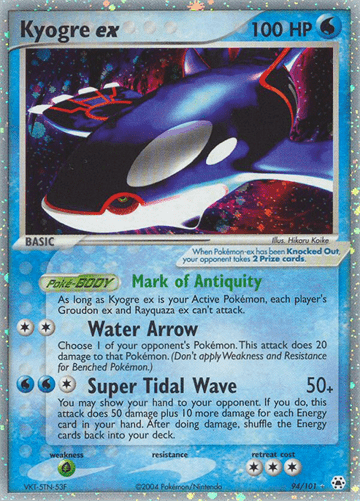 Kyogre ex 100 HP
BASIC
Illus. Hikaru Koike
When Pokémon-ex has been Knocked Out,
your opponent takes 2 Prize cards.
Poké-BODY Mark of Antiquity
As long as Kyogre ex is your Active Pokémon, each player's
Groudon ex and Rayquaza ex can't attack.
Water Arrow
Choose 1 of your opponent's Pokémon. This attack does 20
damage to that Pokémon. (Don't apply Weakness and Resistance
for Benched Pokémon.)
Super Tidal Wave 50+
You may show your hand to your opponent. If you do, this
attack does 50 damage plus 10 more damage for each Energy
card in your hand. After doing damage, shuffle the Energy
cards back into your deck.
weakness resistance retreat cost
VKT-5TN-53F ©2004 Pokémon/Nintendo 94/101